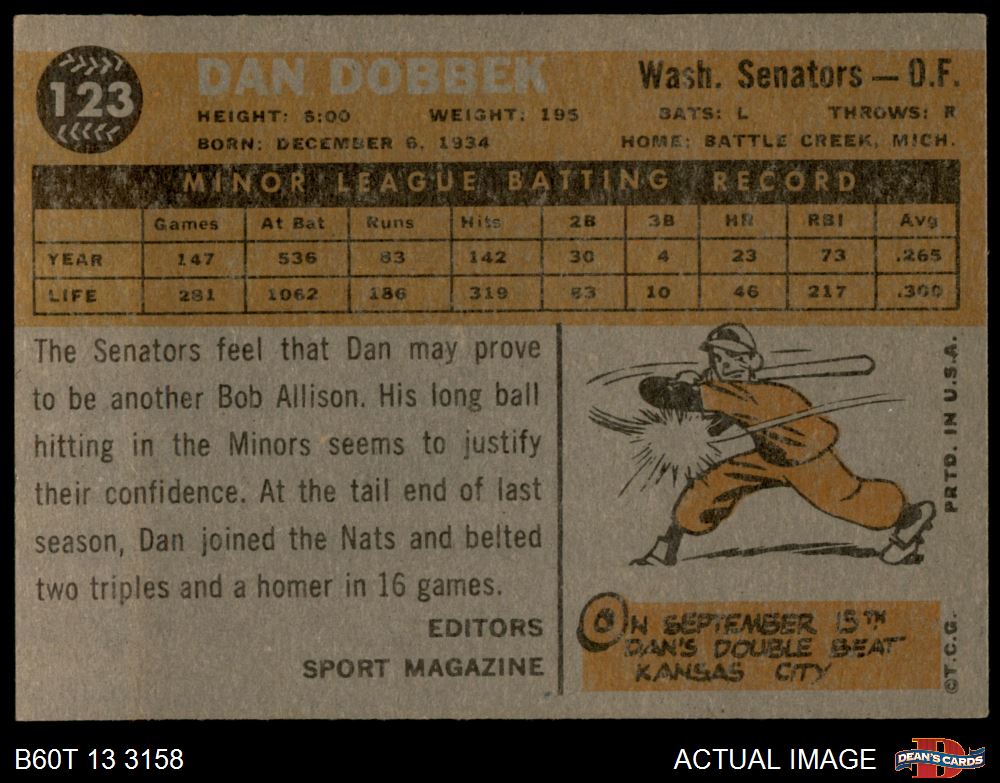 123
DAN DOBBEK
Wash. Senators — O.F.
HEIGHT: 6:00 WEIGHT: 195 BATS: L THROWS: R
BORN: DECEMBER 6, 1934 HOME: BATTLE CREEK, MICH.
MINOR LEAGUE BATTING RECORD
Games At Bat Runs Hits 2B 3B HR RBI Avg
YEAR 147 536 83 142 30 4 23 73 .265
LIFE 281 1062 186 319 53 10 46 217 .300
The Senators feel that Dan may prove
to be another Bob Allison. His long ball
hitting in the Minors seems to justify
their confidence. At the tail end of last
season, Dan joined the Nats and belted
two triples and a homer in 16 games.
EDITORS
SPORT MAGAZINE
ON SEPTEMBER 15TH
DAN'S DOUBLE BEAT
KANSAS CITY
PRTD. IN U.S.A.
©T.C.G.
B60T 13 3158
ACTUAL IMAGE
DEAN'S CARDS